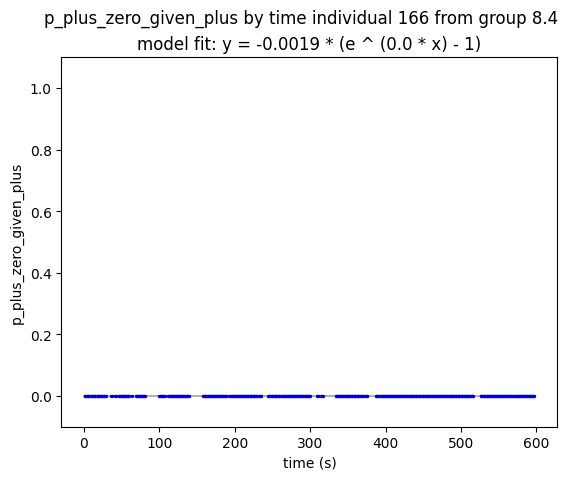 p_plus_zero_given_plus by time individual 166 from group 8.4
model fit: y = -0.0019 * (e ^ (0.0 * x) - 1)
1.0
0.8
0.6
0.4
0.2
0.0
p_plus_zero_given_plus
0 100 200 300 400 500 600
time (s)